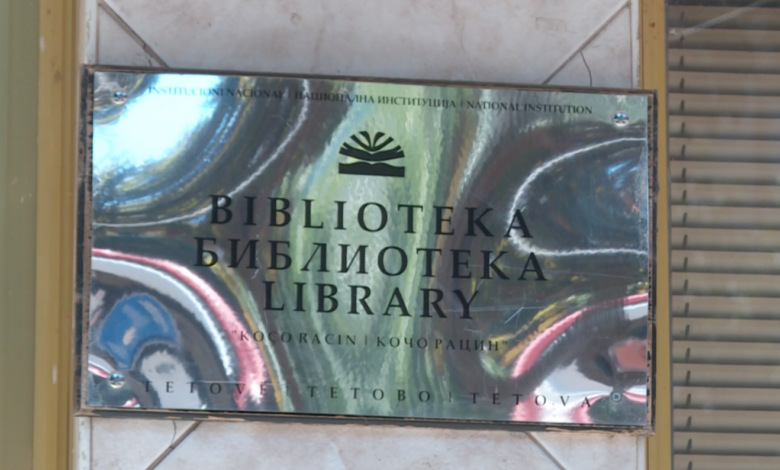 INSTITUCIONI NACIONAL | НАЦИОНАЛНА ИНСТИТУЦИЈА | NATIONAL INSTITUTION
BIBLIOTEKA
БИБЛИОТЕКА
LIBRARY
"KOÇO RACIN | КОЧО РАЦИН"
TETOVË | ТЕТОВО | TETOVA